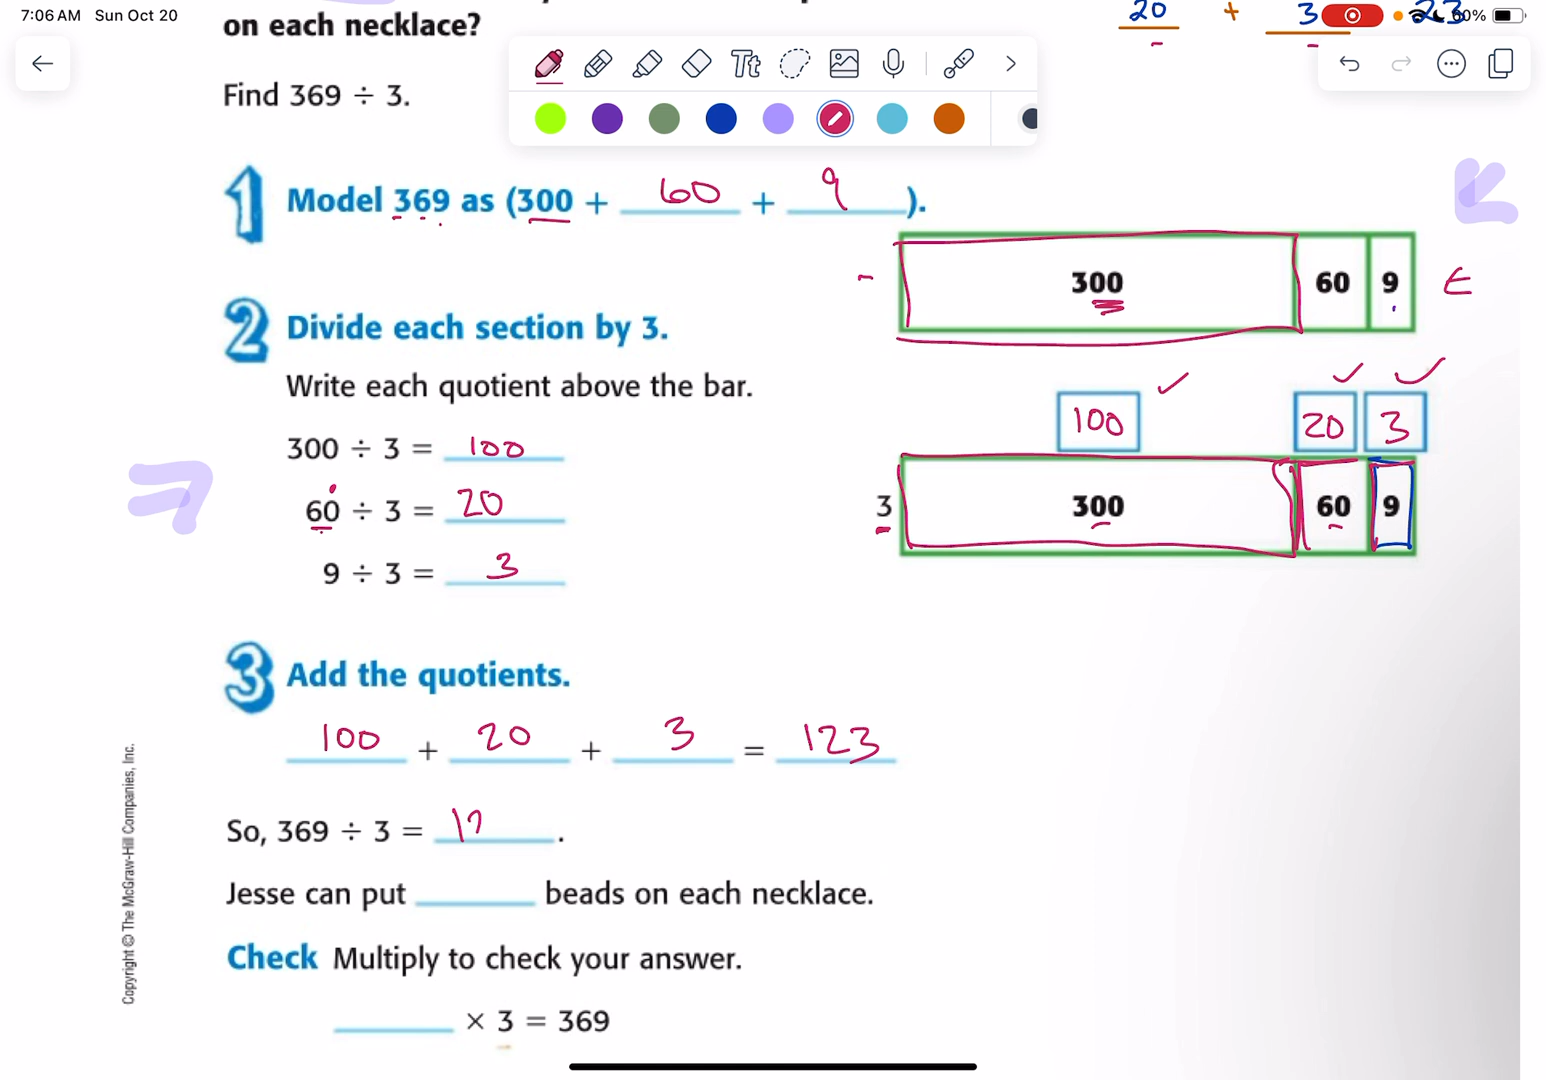 7:06 AM Sun Oct 20
20 + 3 23 60%
on each necklace?
Tt
Find 369 ÷ 3.
1 Model 369 as (300 + 60 + 9).
300 60 9
2 Divide each section by 3.
Write each quotient above the bar.
100 20 3
300 ÷ 3 = 100
3 300 60 9
60 ÷ 3 = 20
9 ÷ 3 = 3
3 Add the quotients.
100 + 20 + 3 = 123
So, 369 ÷ 3 = 12.
Jesse can put ______ beads on each necklace.
Check Multiply to check your answer.
______ × 3 = 369
Copyright © The McGraw-Hill Companies, Inc.